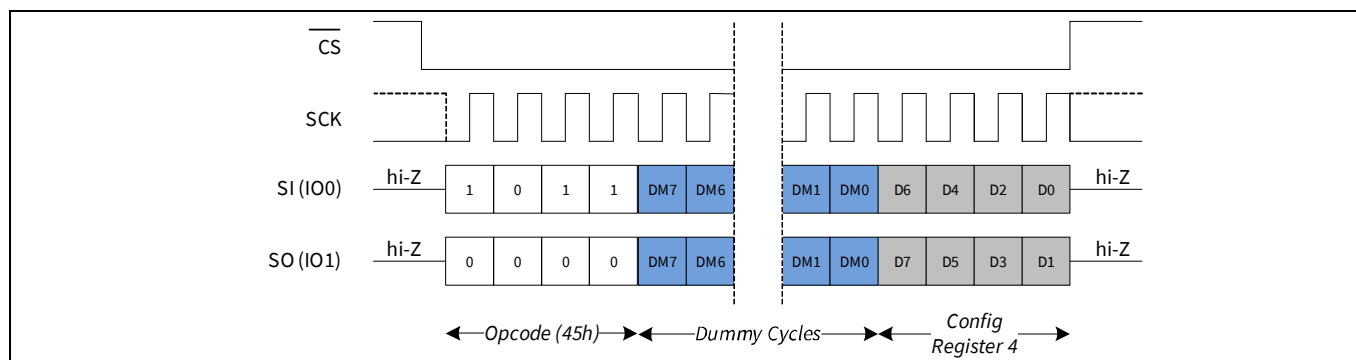 CS
SCK
hi-Z hi-Z
SI (IO0) 1 0 1 1 DM7 DM6 DM1 DM0 D6 D4 D2 D0
hi-Z hi-Z
SO (IO1) 0 0 0 0 DM7 DM6 DM1 DM0 D7 D5 D3 D1
Opcode (45h) Dummy Cycles Config
Register 4